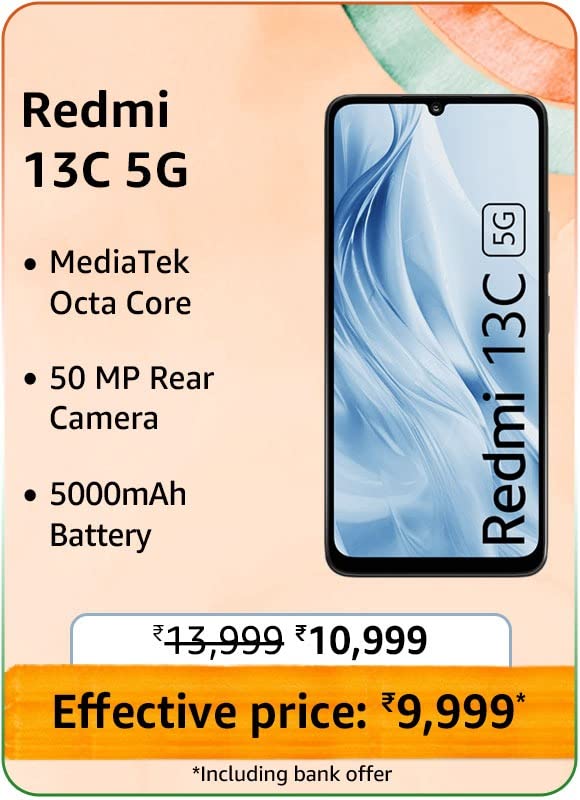 Redmi
13C 5G
• MediaTek
Octa Core
• 50 MP Rear
Camera
• 5000mAh
Battery
Redmi 13C 5G
₹13,999 ₹10,999
Effective price: ₹9,999*
*Including bank offer